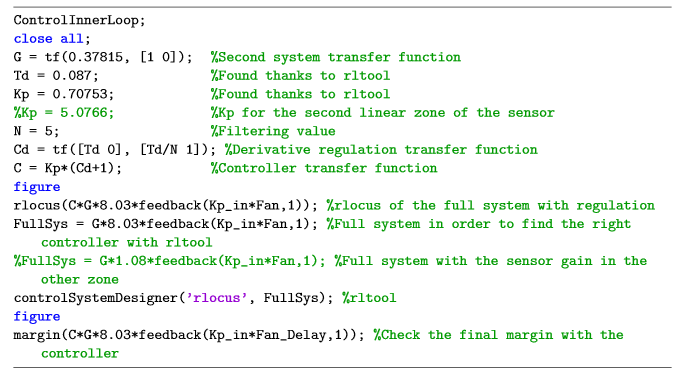 ControlInnerLoop;
close all;
G = tf(0.37815, [1 0]); %Second system transfer function
Td = 0.087; %Found thanks to rltool
Kp = 0.70753; %Found thanks to rltool
%Kp = 5.0766; %Kp for the second linear zone of the sensor
N = 5; %Filtering value
Cd = tf([Td 0], [Td/N 1]); %Derivative regulation transfer function
C = Kp*(Cd+1); %Controller transfer function
figure
rlocus(C*G*8.03*feedback(Kp_in*Fan,1)); %rlocus of the full system with regulation
FullSys = G*8.03*feedback(Kp_in*Fan,1); %Full system in order to find the right
controller with rltool
%FullSys = G*1.08*feedback(Kp_in*Fan,1); %Full system with the sensor gain in the
other zone
controlSystemDesigner('rlocus', FullSys); %rltool
figure
margin(C*G*8.03*feedback(Kp_in*Fan_Delay,1)); %Check the final margin with the
controller